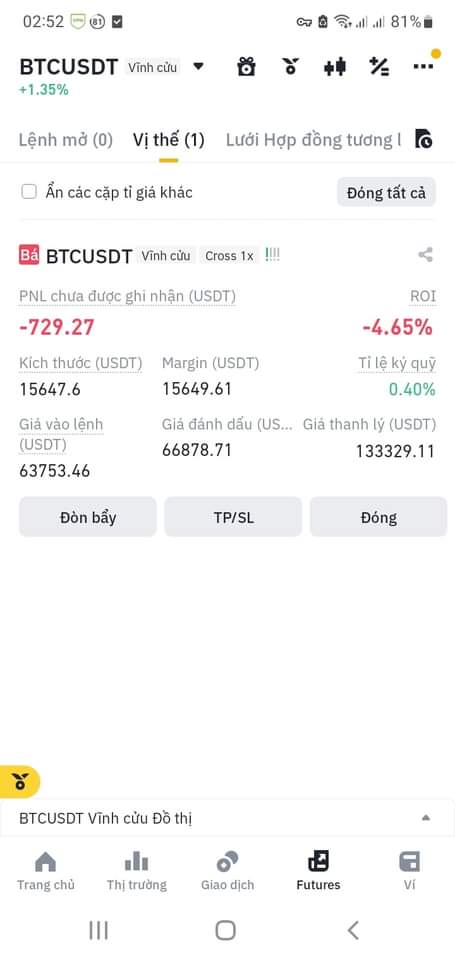 02:52 81 81%
BTCUSDT Vĩnh cửu
+1.35%
Lệnh mở (0) Vị thế (1) Lưới Hợp đồng tương l
Ẩn các cặp tỉ giá khác Đóng tất cả
Bá BTCUSDT Vĩnh cửu Cross 1x !!!!
PNL chưa được ghi nhận (USDT) ROI
-729.27 -4.65%
Kích thước (USDT) Margin (USDT) Tỉ lệ ký quỹ
15647.6 15649.61 0.40%
Giá vào lệnh Giá đánh dấu (US... Giá thanh lý (USDT)
(USDT) 66878.71 133329.11
63753.46
Đòn bẩy TP/SL Đóng
BTCUSDT Vĩnh cửu Đồ thị
Trang chủ Thị trường Giao dịch Futures Ví